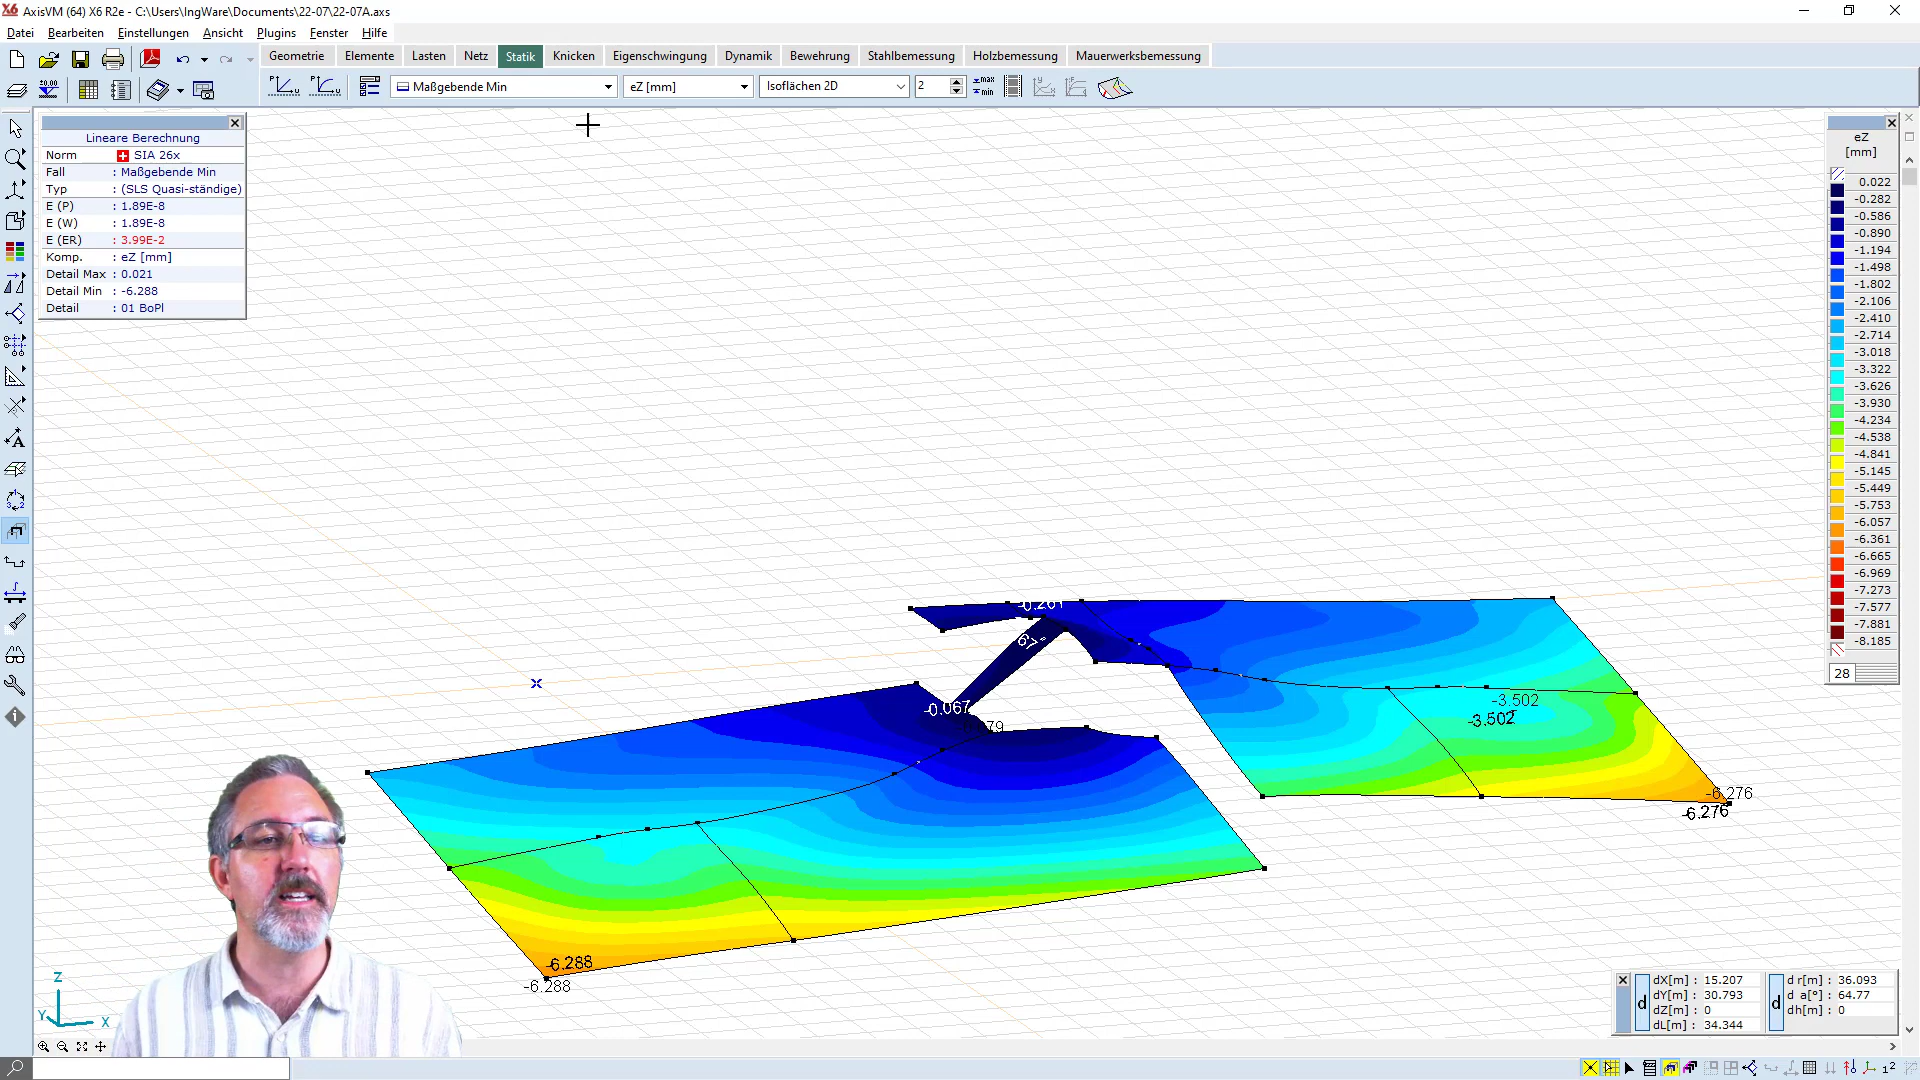 AxisVM (64) X6 R2e - C:\Users\IngWare\Documents\22-07\22-07A.axs
Datei Bearbeiten Einstellungen Ansicht Plugins Fenster Hilfe
Geometrie Elemente Lasten Netz Statik Knicken Eigenschwingung Dynamik Bewehrung Stahlbemessung Holzbemessung Mauerwerksbemessung
Maßgebende Min eZ [mm] Isoflächen 2D 2 max min
Lineare Berechnung
Norm SIA 26x
Fall : Maßgebende Min
Typ : (SLS Quasi-ständige)
E (P) : 1.89E-8
E (W) : 1.89E-8
E (ER) : 3.99E-2
Komp. : eZ [mm]
Detail Max : 0.021
Detail Min : -6.288
Detail : 01 BoPl
eZ
[mm]
0.022
-0.282
-0.586
-0.890
-1.194
-1.498
-1.802
-2.106
-2.410
-2.714
-3.018
-3.322
-3.626
-3.930
-4.234
-4.538
-4.841
-5.145
-5.449
-5.753
-6.057
-6.361
-6.665
-6.969
-7.273
-7.577
-7.881
-8.185
28
-0.067
-3.502
-3.502
-6.276
-6.276
-6.288
-6.288
Z
Y
X
d
dX[m] : 15.207
dY[m] : 30.793
dZ[m] : 0
dL[m] : 34.344
d
d r[m] : 36.093
d a[°] : 64.77
dh[m] : 0